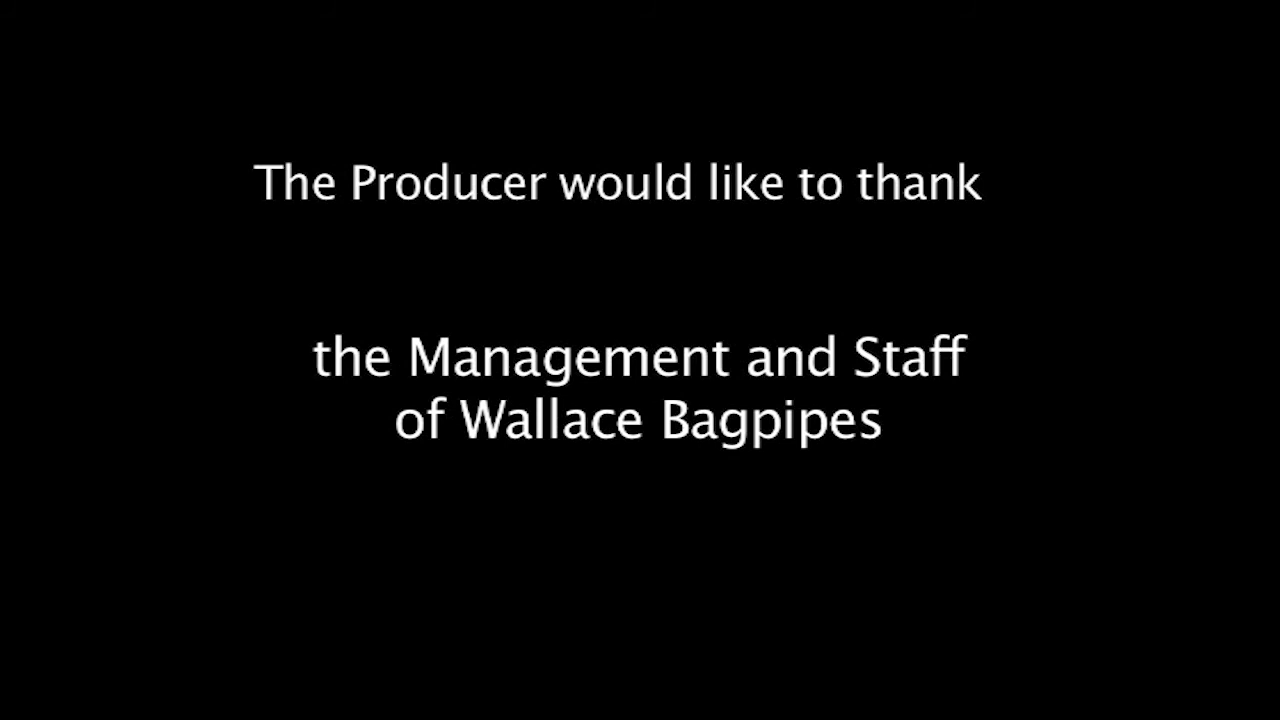 The Producer would like to thank
the Management and Staff
of Wallace Bagpipes